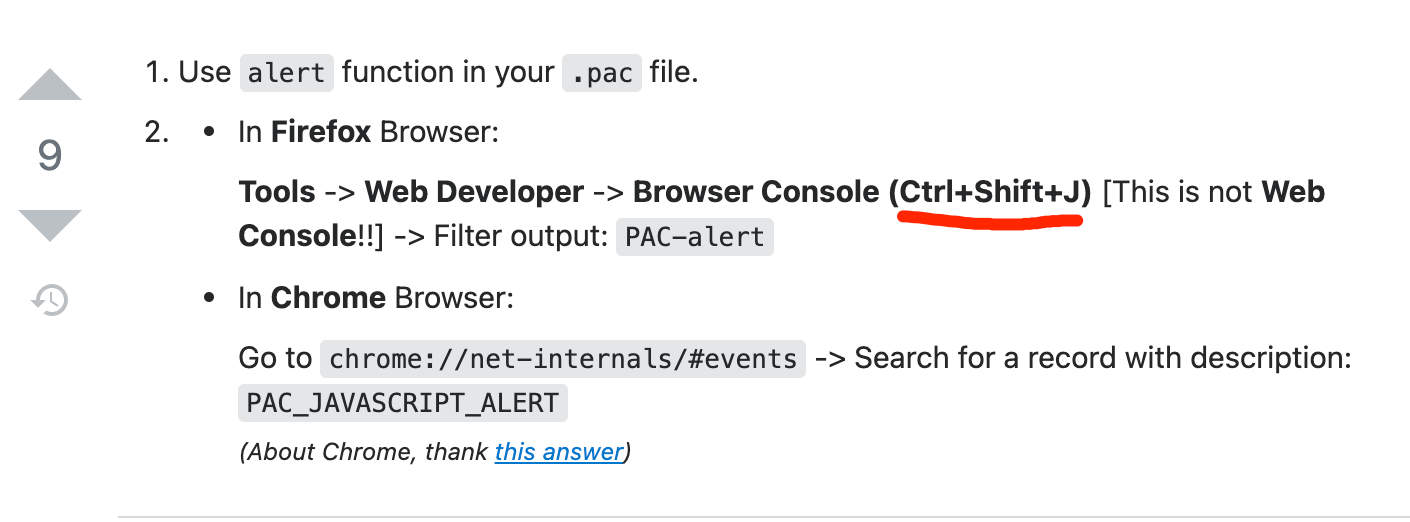 1. Use alert function in your .pac file.
9
2. • In Firefox Browser:
Tools -> Web Developer -> Browser Console (Ctrl+Shift+J) [This is not Web
Console!!] -> Filter output: PAC-alert
• In Chrome Browser:
Go to chrome://net-internals/#events -> Search for a record with description:
PAC_JAVASCRIPT_ALERT
(About Chrome, thank this answer)